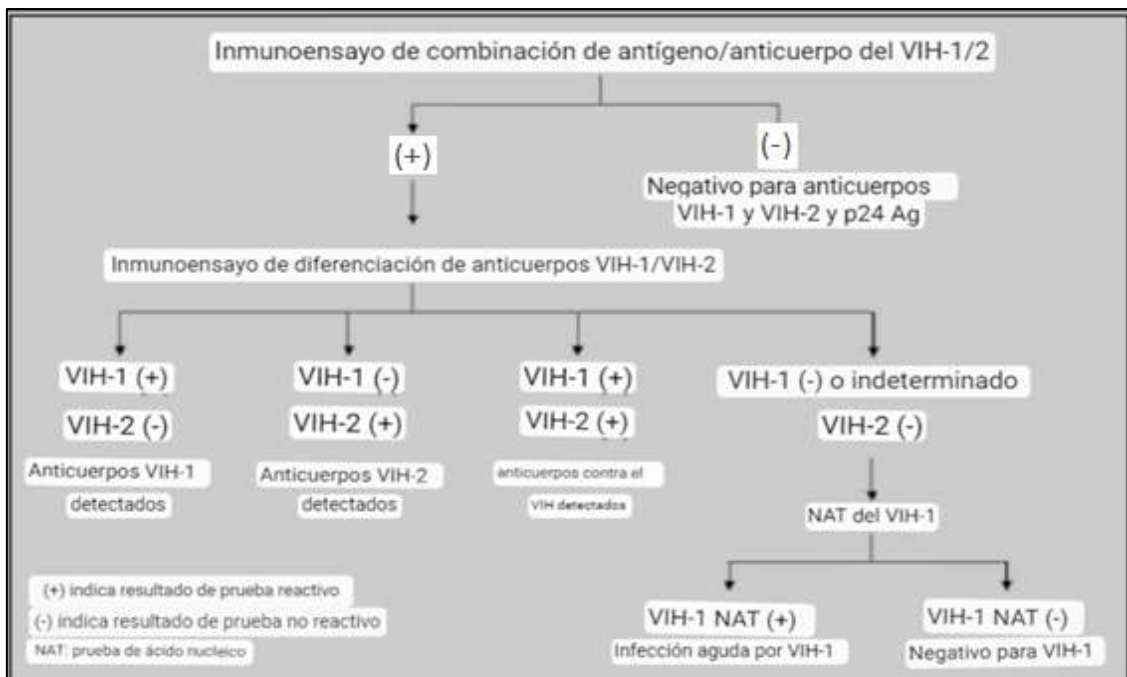 Inmunoensayo de combinación de antígeno/anticuerpo del VIH-1/2
(+)
(-)
Negativo para anticuerpos
VIH-1 y VIH-2 y p24 Ag
Inmunoensayo de diferenciación de anticuerpos VIH-1/VIH-2
VIH-1 (+)
VIH-2 (-)
Anticuerpos VIH-1
detectados
VIH-1 (-)
VIH-2 (+)
Anticuerpos VIH-2
detectados
VIH-1 (+)
VIH-2 (+)
anticuerpos contra el
VIH detectados
VIH-1 (-) o indeterminado
VIH-2 (-)
NAT del VIH-1
VIH-1 NAT (+)
Infección aguda por VIH-1
VIH-1 NAT (-)
Negativo para VIH-1
(+) indica resultado de prueba reactivo
(-) indica resultado de prueba no reactivo
NAT: prueba de ácido nucleico